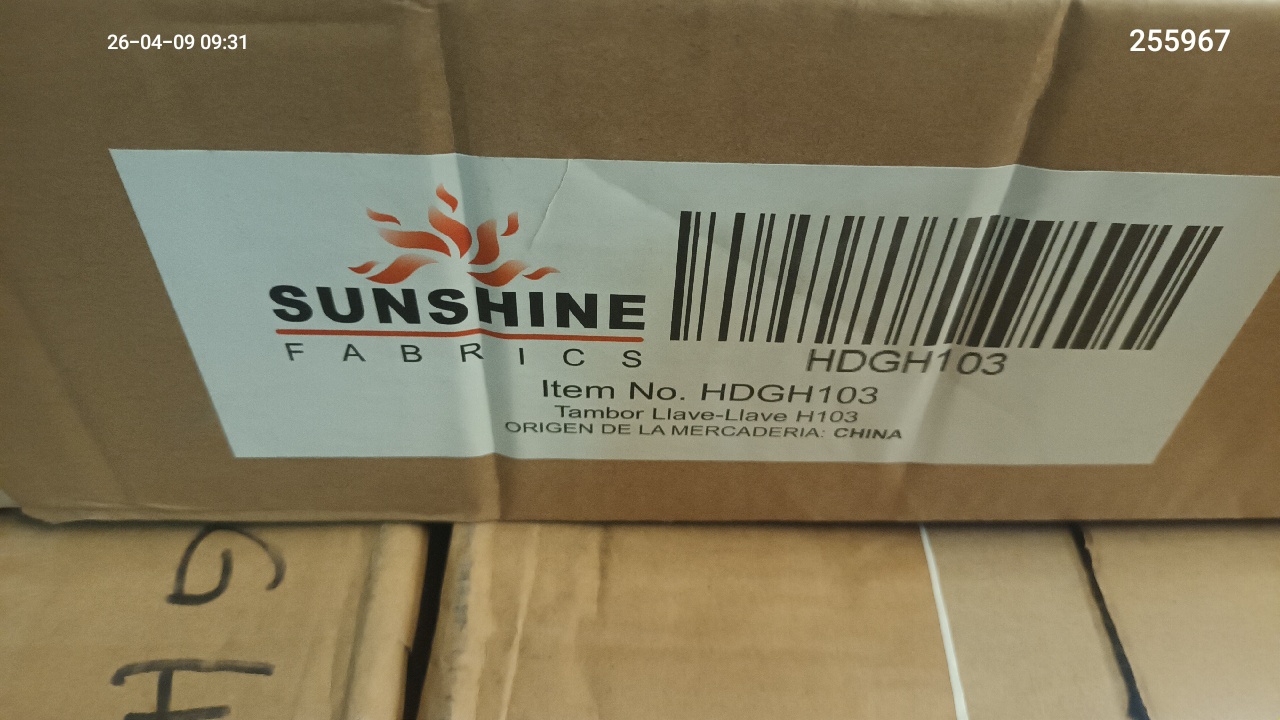 26-04-09 09:31
255967
SUNSHINE
FABRICS
HDGH103
Item No. HDGH103
Tambor Llave-Llave H103
ORIGEN DE LA MERCADERIA: CHINA
G
H